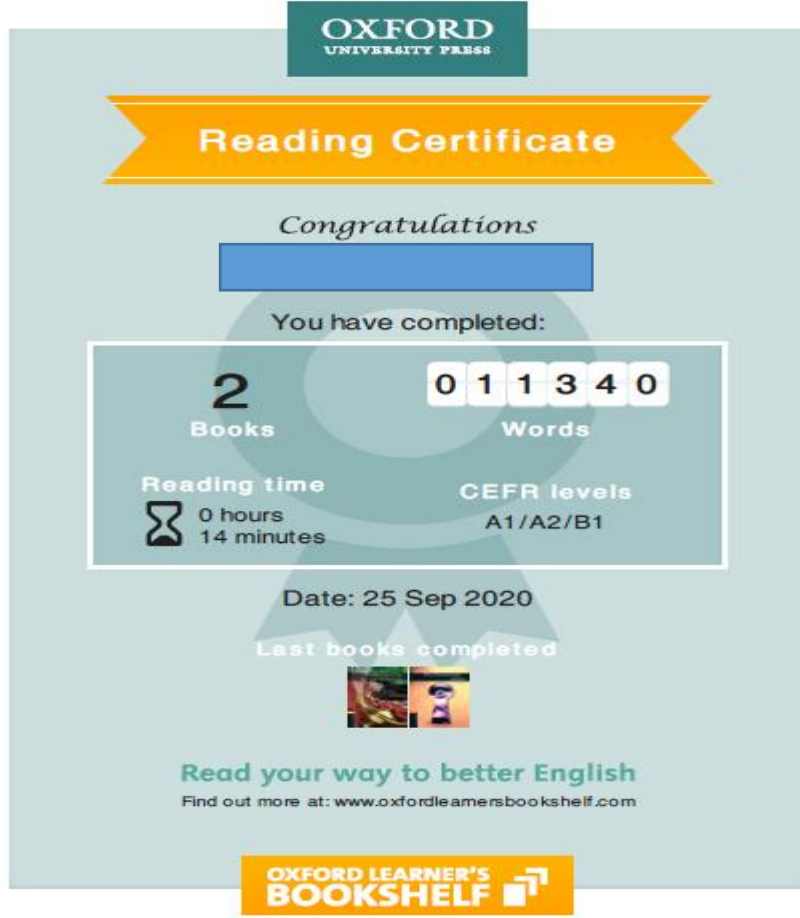 OXFORD
UNIVERSITY PRESS
Reading Certificate
Congratulations
You have completed:
2
Books
011340
Words
Reading time
0 hours
14 minutes
CEFR levels
A1/A2/B1
Date: 25 Sep 2020
Last books completed
Read your way to better English
Find out more at: www.oxfordlearnersbookshelf.com
OXFORD LEARNER'S
BOOKSHELF